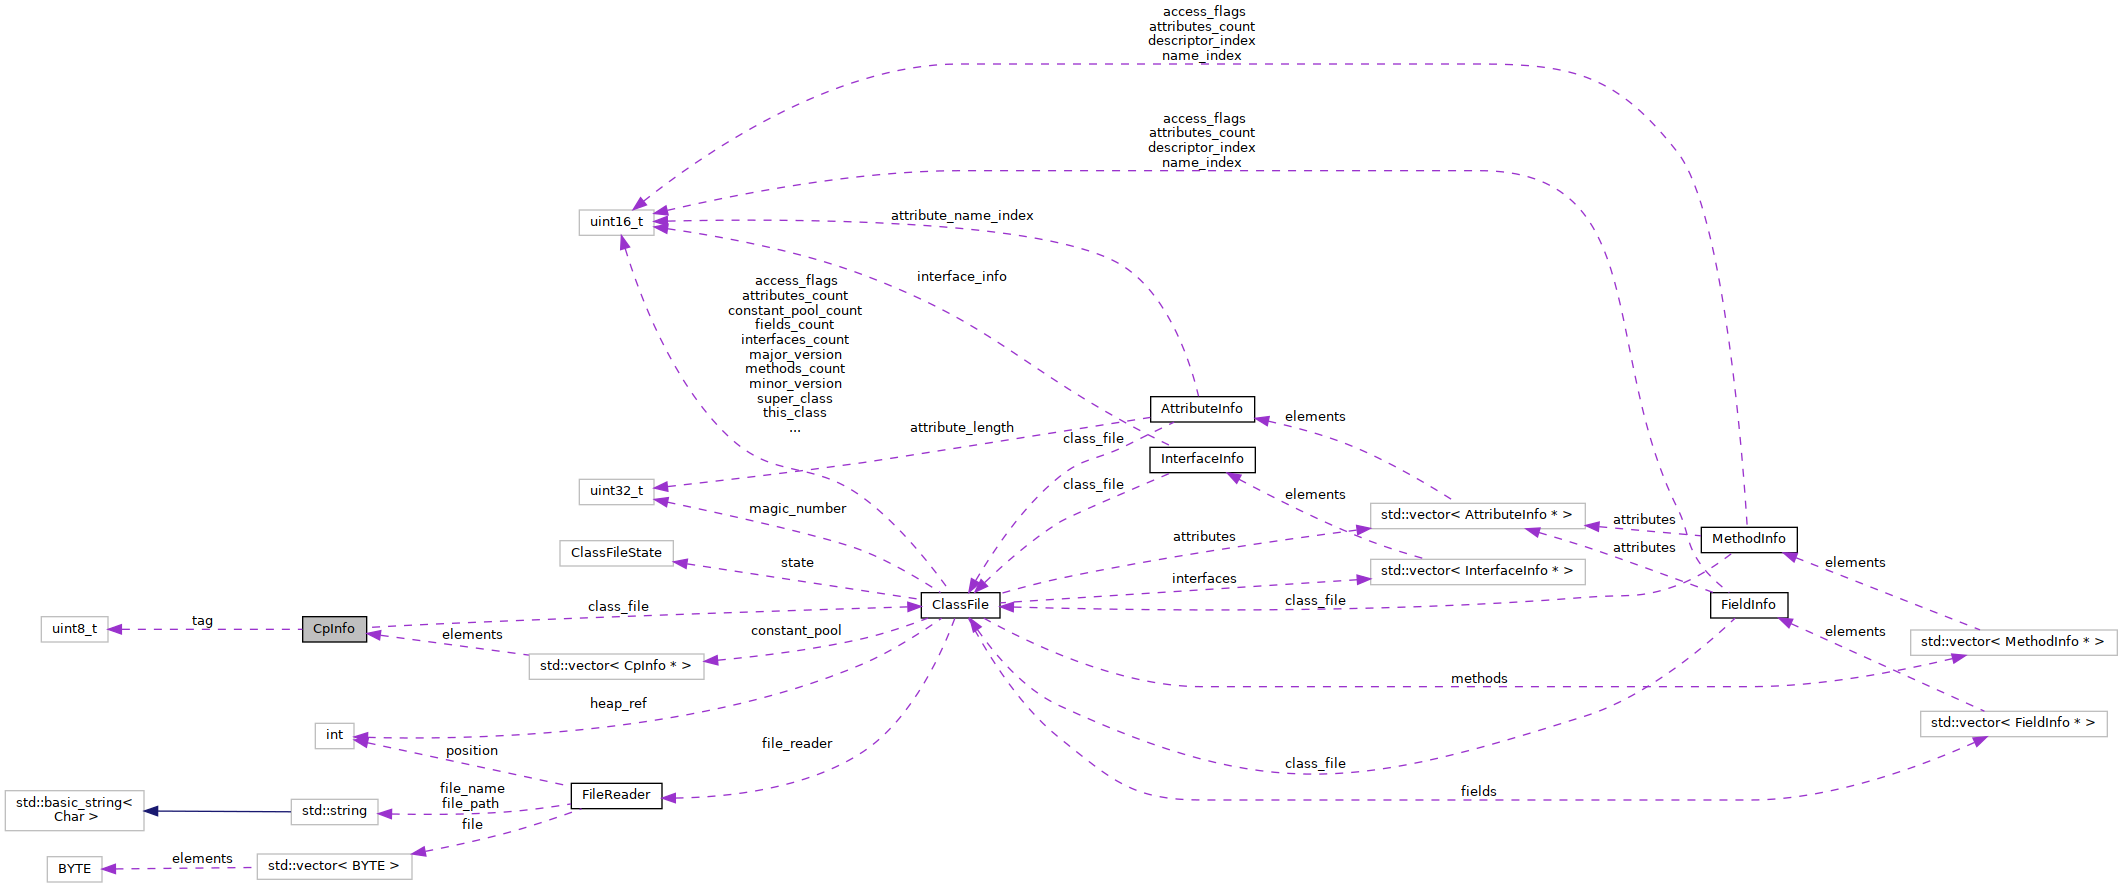 access_flags
attributes_count
descriptor_index
name_index
access_flags
attributes_count
descriptor_index
name_index
uint16_t
attribute_name_index
interface_info
access_flags
attributes_count
constant_pool_count
fields_count
interfaces_count
major_version
methods_count
minor_version
super_class
this_class
...
AttributeInfo
elements
attribute_length
class_file
InterfaceInfo
class_file
elements
uint32_t
magic_number
std::vector< AttributeInfo * >
attributes
attributes
MethodInfo
ClassFileState
state
attributes
elements
std::vector< InterfaceInfo * >
interfaces
class_file
ClassFile
FieldInfo
class_file
uint8_t
tag
CpInfo
elements
constant_pool
elements
std::vector< MethodInfo * >
std::vector< CpInfo * >
methods
heap_ref
std::vector< FieldInfo * >
int
position
file_reader
class_file
fields
file_name
file_path
FileReader
std::basic_string<
Char >
std::string
file
elements
std::vector< BYTE >
BYTE